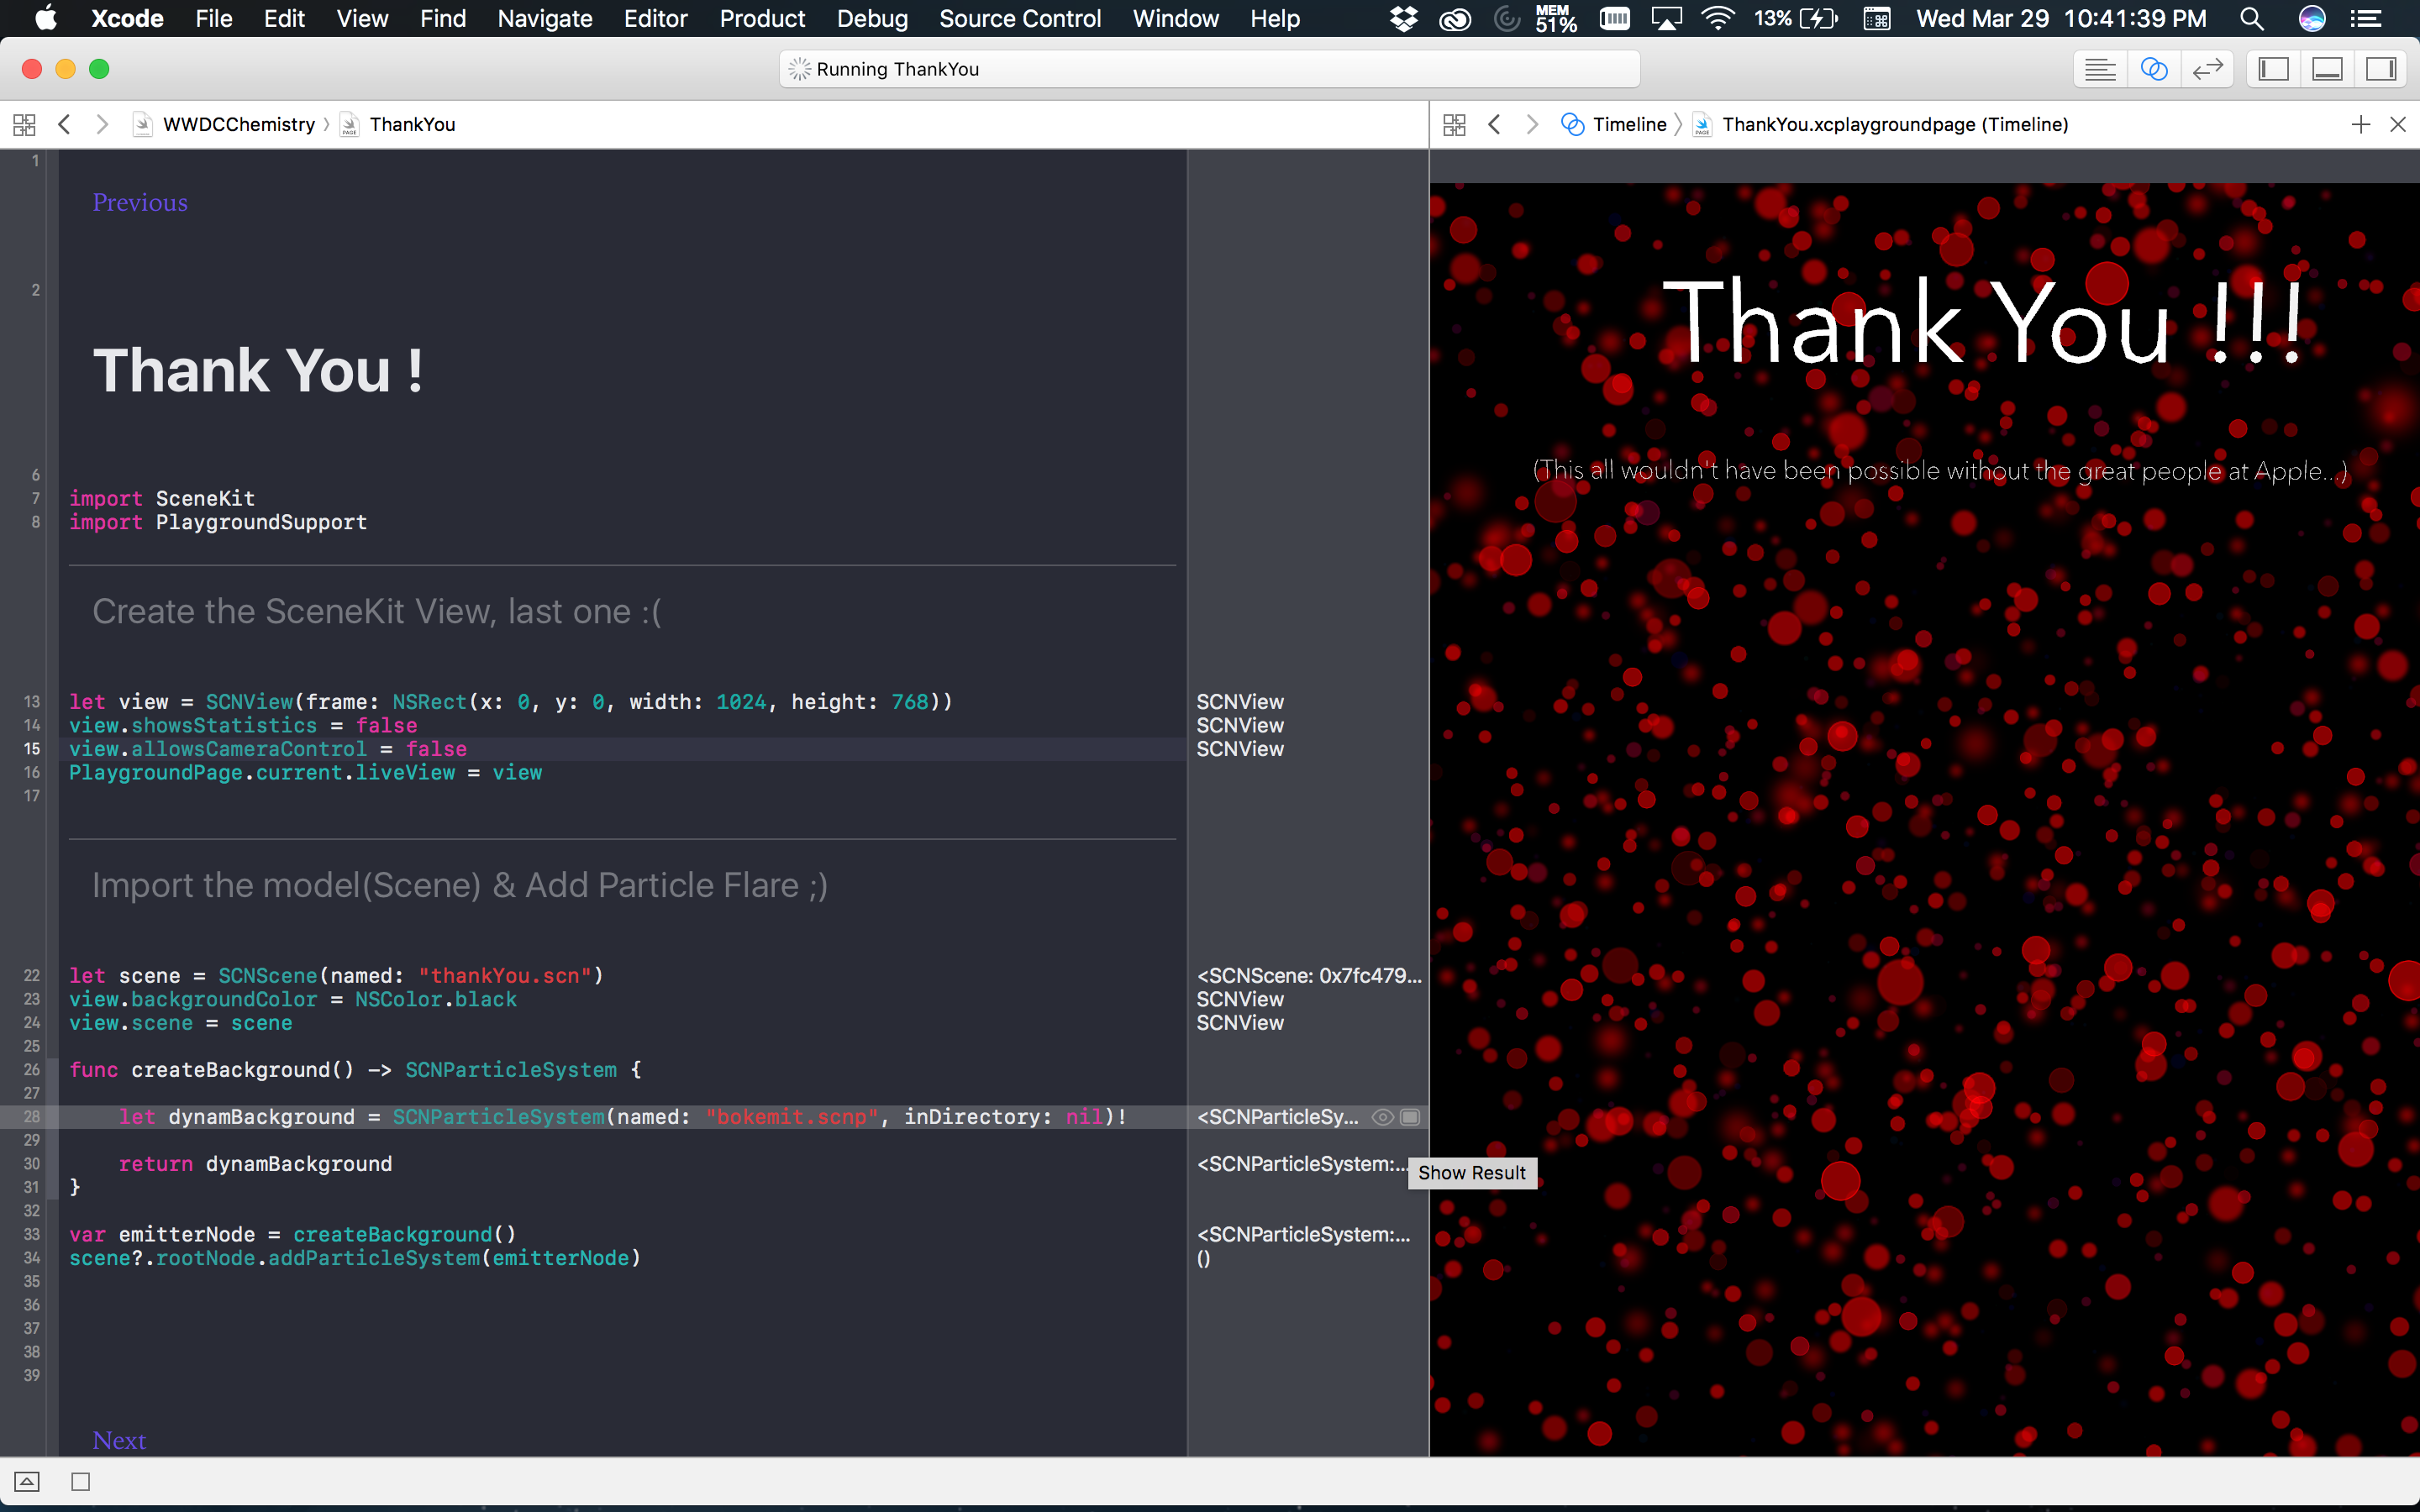 Xcode File Edit View Find Navigate Editor Product Debug Source Control Window Help MEM 51% 13% Wed Mar 29 10:41:39 PM
Running ThankYou
WWDCChemistry ThankYou
Timeline ThankYou.xcplaygroundpage (Timeline)
1
Previous
2
Thank You !
6
7 import SceneKit
8 import PlaygroundSupport
Create the SceneKit View, last one :(
13 let view = SCNView(frame: NSRect(x: 0, y: 0, width: 1024, height: 768)) SCNView
14 view.showsStatistics = false SCNView
15 view.allowsCameraControl = false SCNView
16 PlaygroundPage.current.liveView = view
17
Import the model(Scene) & Add Particle Flare ;)
22 let scene = SCNScene(named: "thankYou.scn") <SCNScene: 0x7fc479...
23 view.backgroundColor = NSColor.black SCNView
24 view.scene = scene SCNView
25
26 func createBackground() -> SCNParticleSystem {
27
28 let dynamBackground = SCNParticleSystem(named: "bokemit.scnp", inDirectory: nil)! <SCNParticleSy...
29
30 return dynamBackground <SCNParticleSystem:...
31 }
32
33 var emitterNode = createBackground() <SCNParticleSystem:...
34 scene?.rootNode.addParticleSystem(emitterNode) ()
35
36
37
38
39
Next
Show Result
Thank You !!!
(This all wouldn't have been possible without the great people at Apple...)